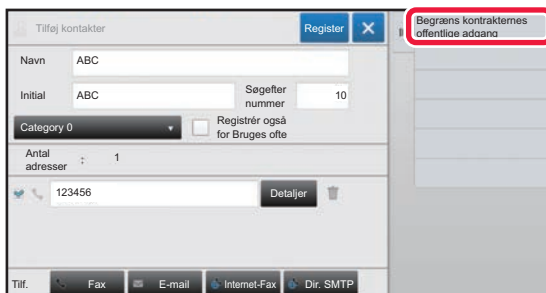 Tilføj kontakter
Register
Begræns kontrakternes
offentlige adgang
Navn
ABC
Initial
ABC
Søgefter
nummer
10
Category 0
Registrér også
for Bruges ofte
Antal
adresser
:
1
123456
Detaljer
Tilf.
Fax
E-mail
Internet-Fax
Dir. SMTP